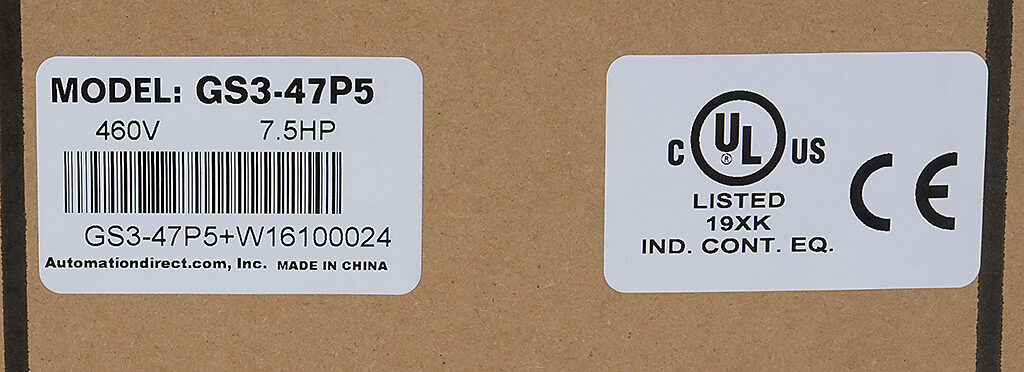 MODEL: GS3-47P5
460V 7.5HP
GS3-47P5+W16100024
Automationdirect.com, Inc. MADE IN CHINA
C UL ® US
LISTED
19XK
IND. CONT. EQ.
CE